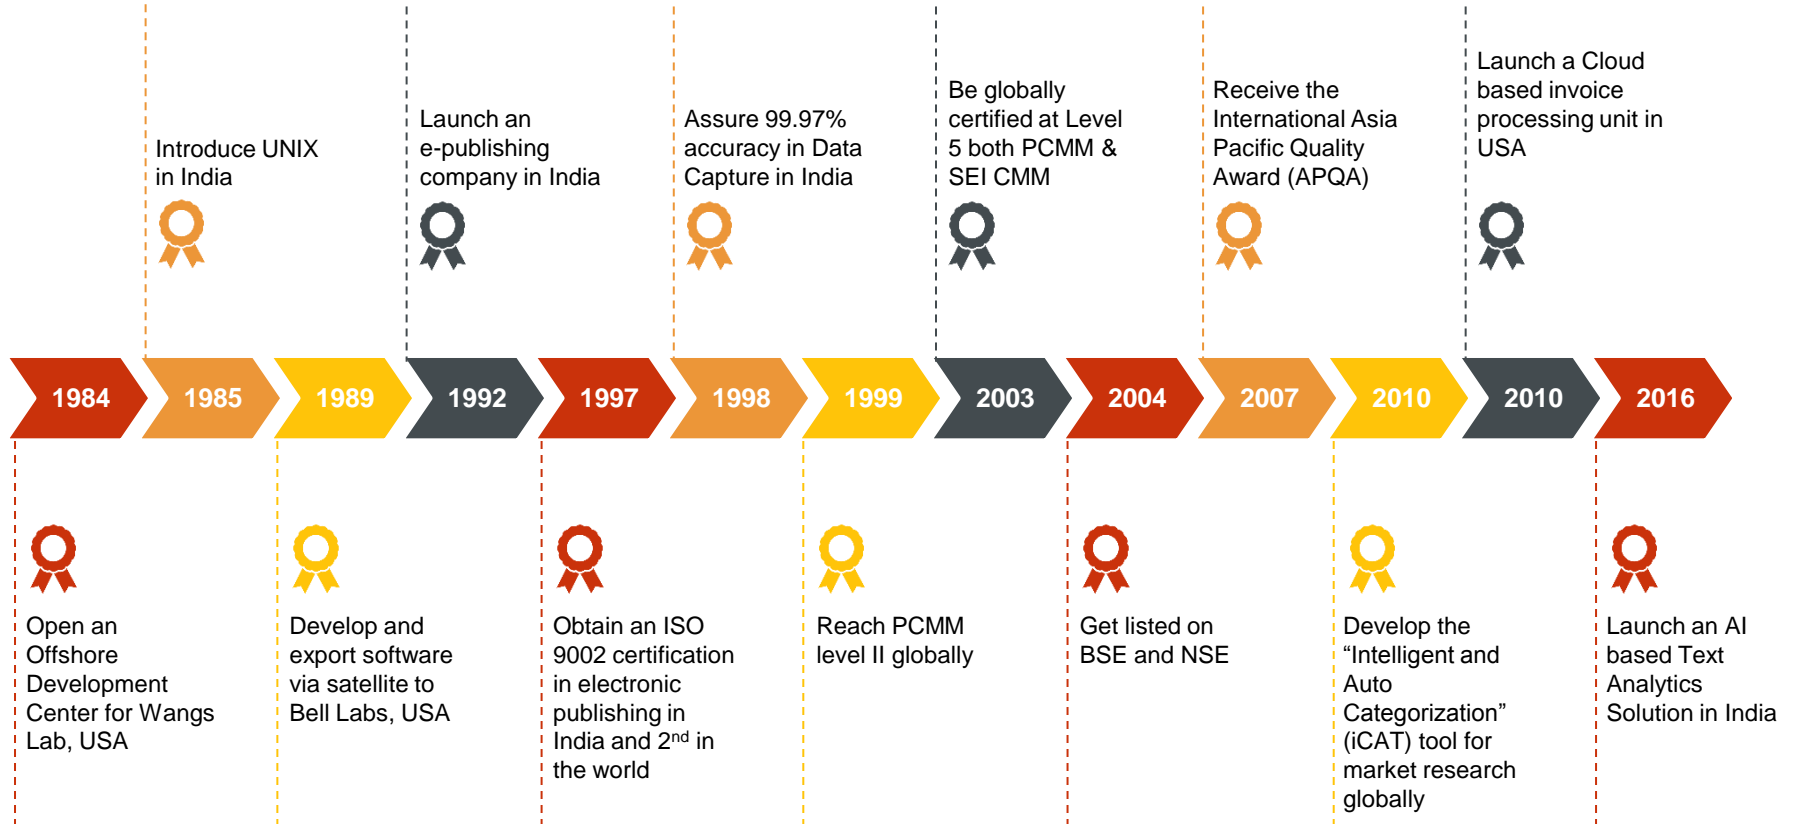 Introduce UNIX
in India
Launch an
e-publishing
company in India
Assure 99.97%
accuracy in Data
Capture in India
Be globally
certified at Level
5 both PCMM &
SEI CMM
Receive the
International Asia
Pacific Quality
Award (APQA)
Launch a Cloud
based invoice
processing unit in
USA
1984
1985
1989
1992
1997
1998
1999
2003
2004
2007
2010
2010
2016
Open an
Offshore
Development
Center for Wangs
Lab, USA
Develop and
export software
via satellite to
Bell Labs, USA
Obtain an ISO
9002 certification
in electronic
publishing in
India and 2nd in
the world
Reach PCMM
level II globally
Get listed on
BSE and NSE
Develop the
“Intelligent and
Auto
Categorization”
(iCAT) tool for
market research
globally
Launch an AI
based Text
Analytics
Solution in India